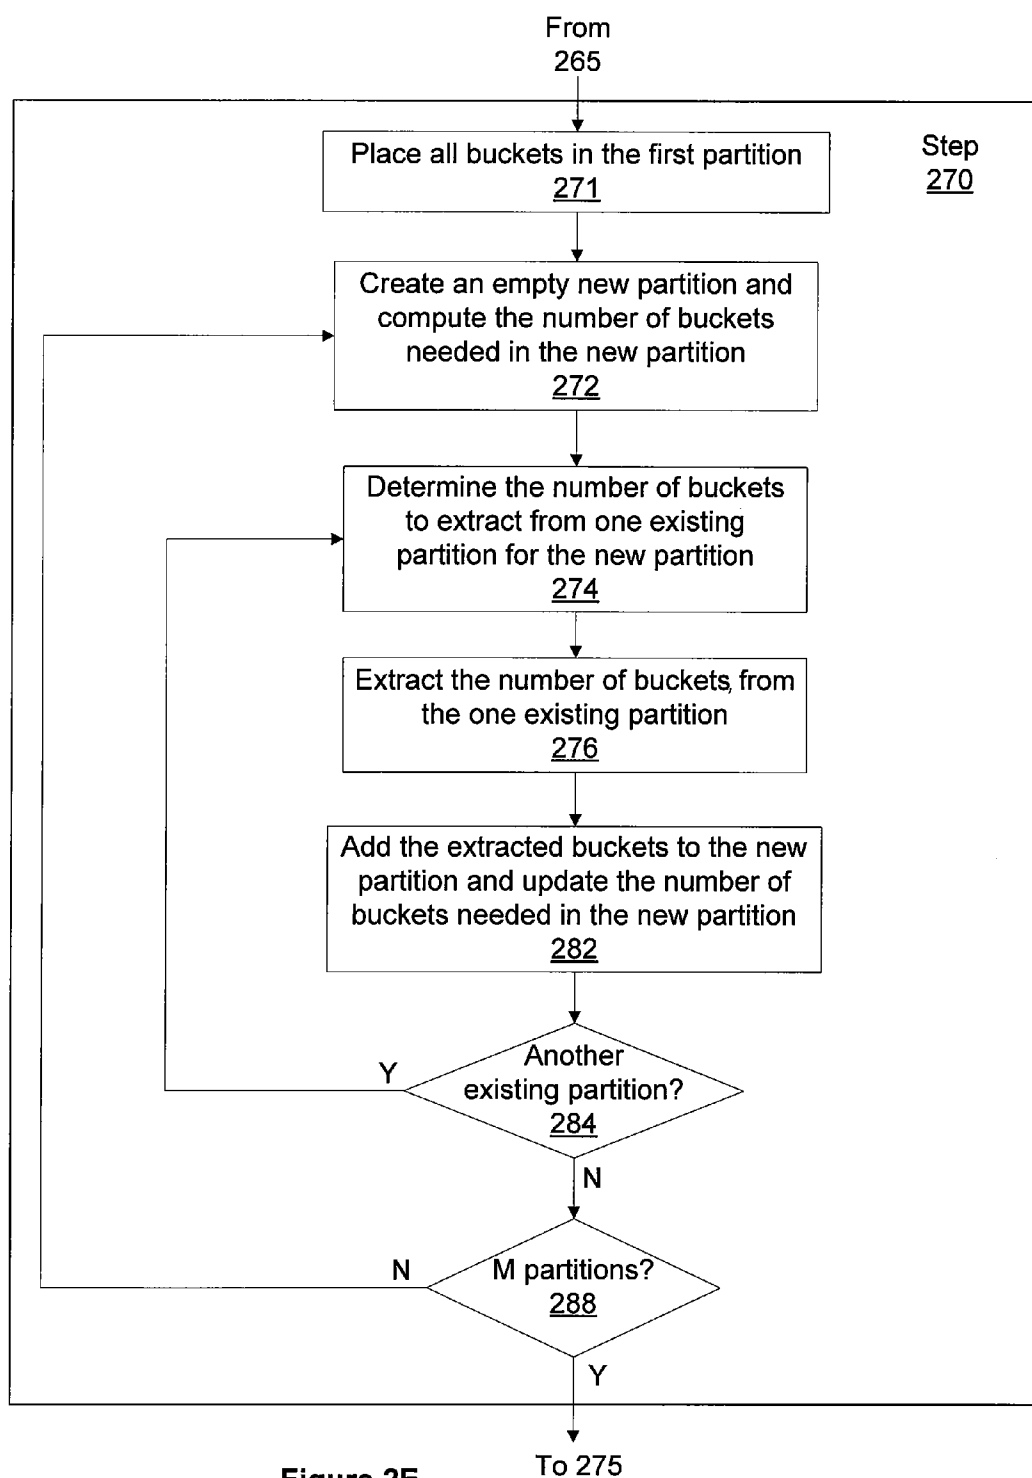 From
265
Step
270
Place all buckets in the first partition
271
Create an empty new partition and
compute the number of buckets
needed in the new partition
272
Determine the number of buckets
to extract from one existing
partition for the new partition
274
Extract the number of buckets from
the one existing partition
276
Add the extracted buckets to the new
partition and update the number of
buckets needed in the new partition
282
Another
existing partition?
284
Y
N
M partitions?
288
N
Y
To 275